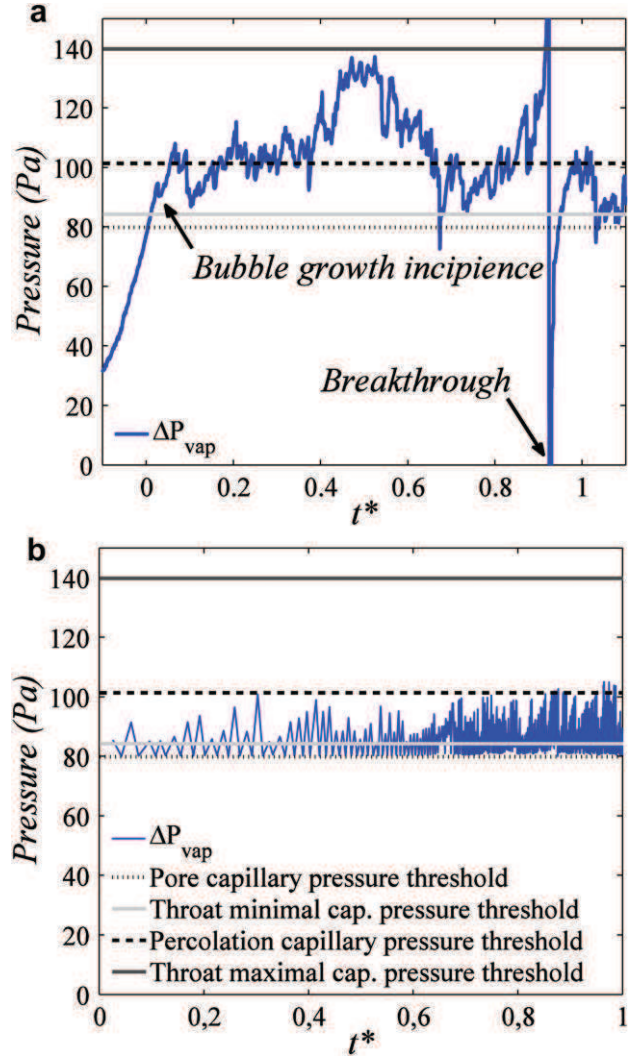 a
140
120
100
80
60
40
20
0
Pressure (Pa)
Bubble growth incipience
Breakthrough
ΔP_vap
0 0.2 0.4 0.6 0.8 1
t*
b
140
120
100
80
60
40
20
0
Pressure (Pa)
ΔP_vap
Pore capillary pressure threshold
Throat minimal cap. pressure threshold
Percolation capillary pressure threshold
Throat maximal cap. pressure threshold
0 0,2 0,4 0,6 0,8 1
t*